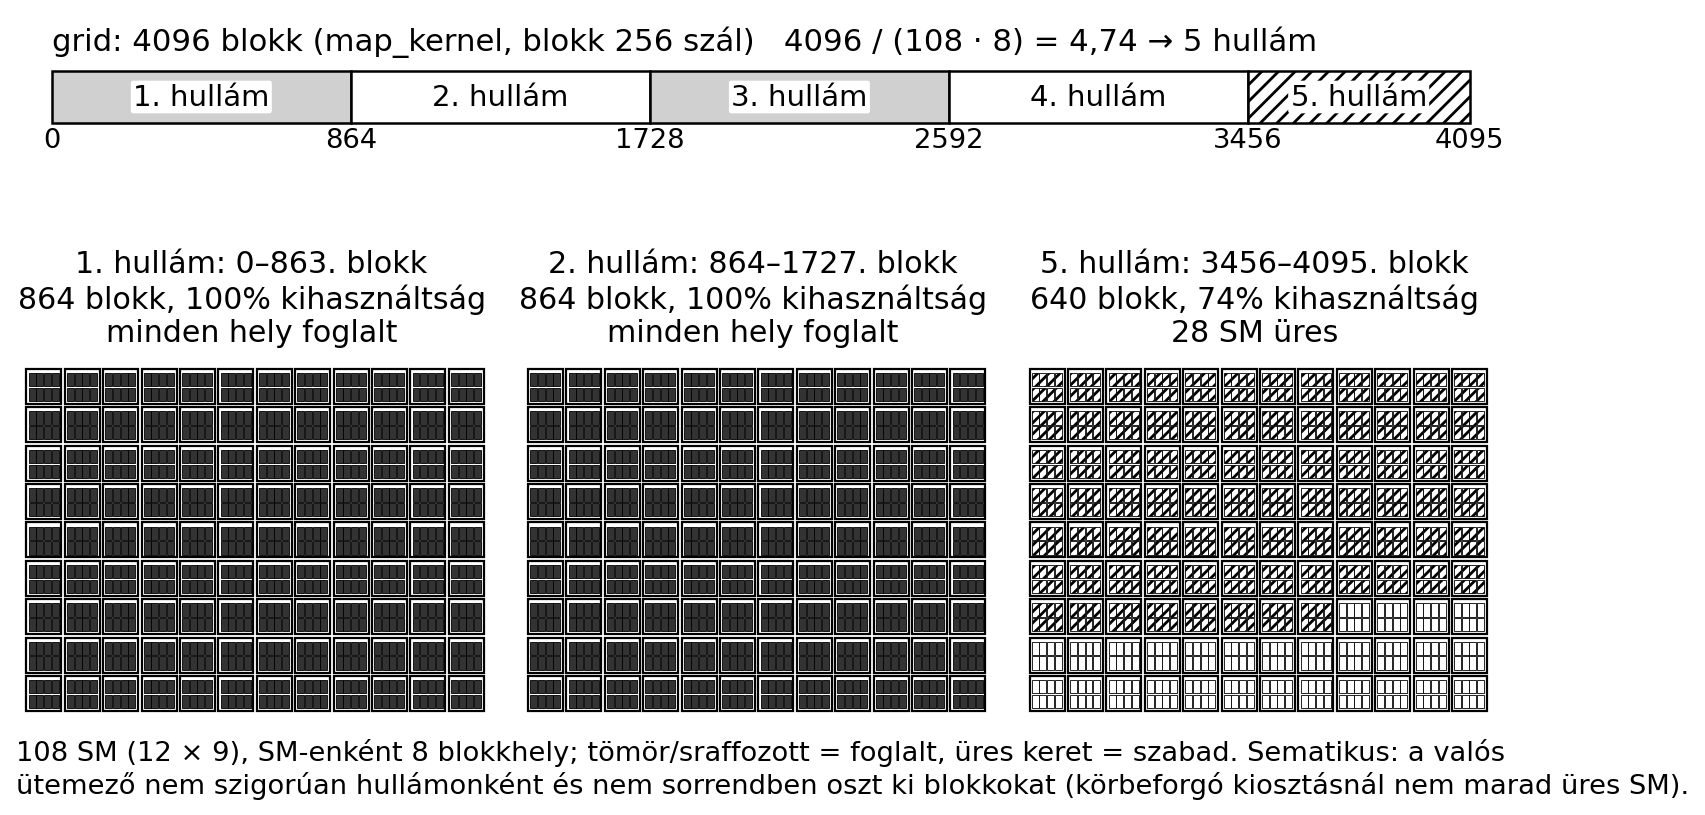 grid: 4096 blokk (map_kernel, blokk 256 szál)   4096 / (108 · 8) = 4,74 → 5 hullám
1. hullám 2. hullám 3. hullám 4. hullám 5. hullám
0 864 1728 2592 3456 4095
1. hullám: 0–863. blokk
864 blokk, 100% kihasználtság
minden hely foglalt
2. hullám: 864–1727. blokk
864 blokk, 100% kihasználtság
minden hely foglalt
5. hullám: 3456–4095. blokk
640 blokk, 74% kihasználtság
28 SM üres
108 SM (12 × 9), SM-enként 8 blokkhely; tömör/sraffozott = foglalt, üres keret = szabad. Sematikus: a valós
ütemező nem szigorúan hullámonként és nem sorrendben oszt ki blokkokat (körbeforgó kiosztásnál nem marad üres SM).